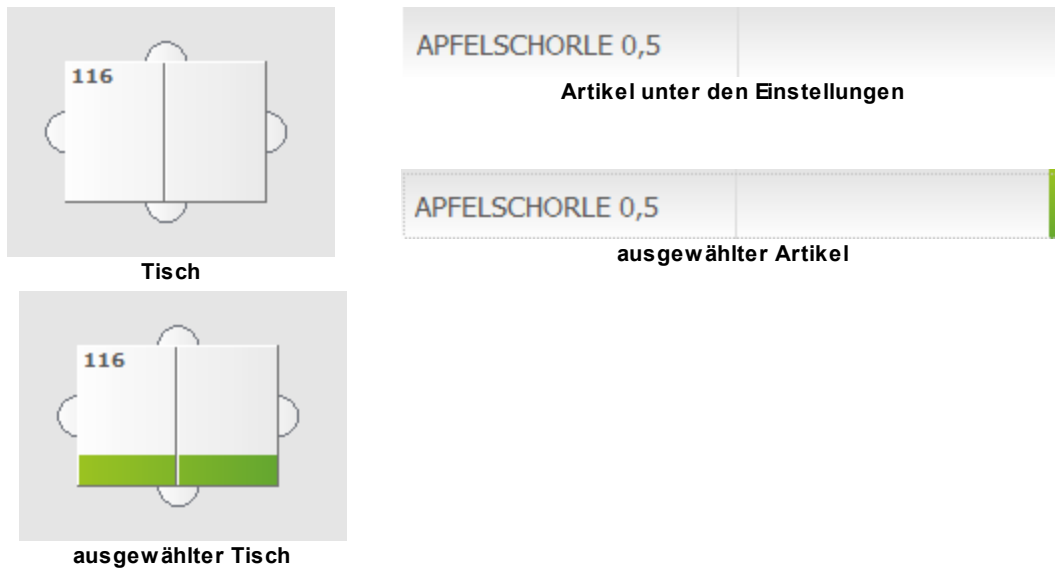 116
Tisch
116
ausgewählter Tisch
APFELSCHORLE 0,5
Artikel unter den Einstellungen
APFELSCHORLE 0,5
ausgewählter Artikel